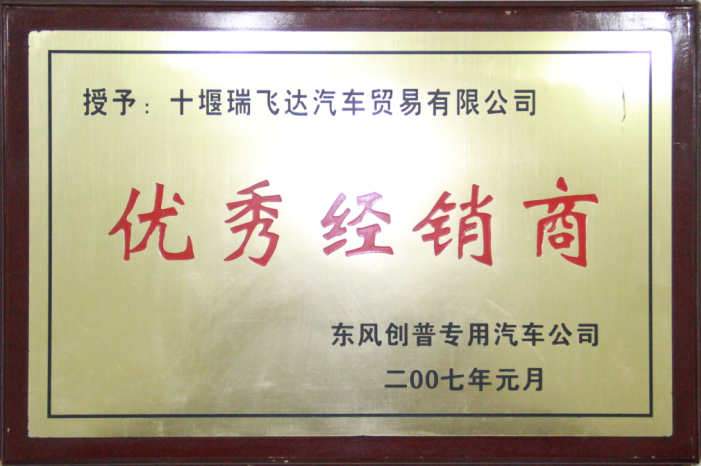 授予：十堰瑞飞达汽车贸易有限公司
优秀经销商
东风创普专用汽车公司
二00七年元月